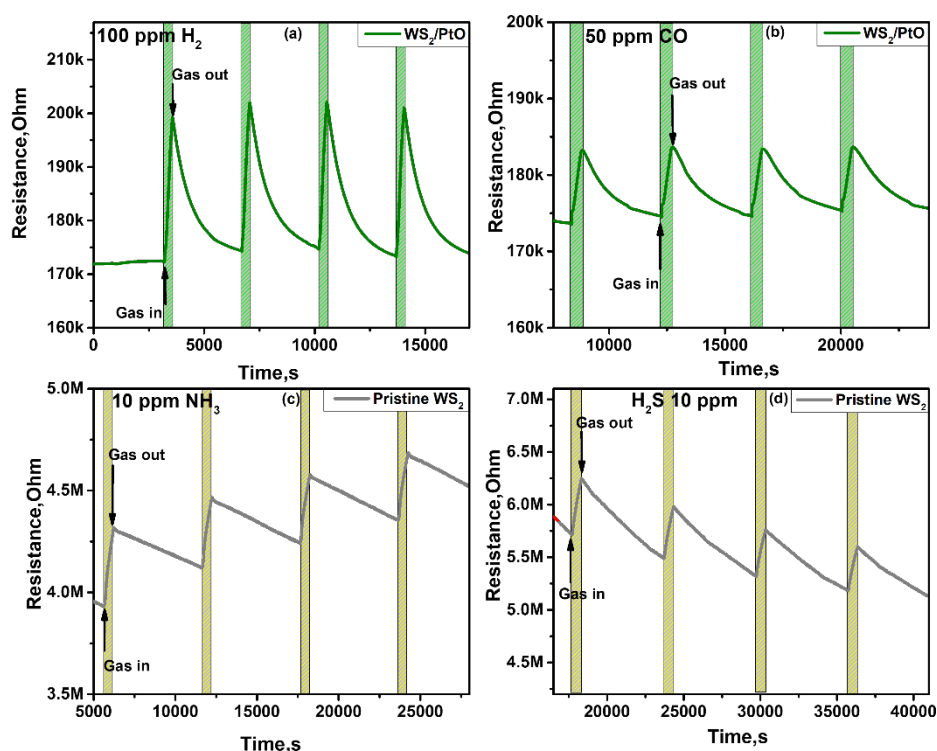 100 ppm H2
(a)
WS2/PtO
Gas out
Gas in
Resistance,Ohm
210k
200k
190k
180k
170k
160k
0
5000
10000
15000
Time,s
50 ppm CO
(b)
WS2/PtO
Gas out
Gas in
Resistance,Ohm
200k
190k
180k
170k
160k
10000
15000
20000
Time,s
10 ppm NH3
(c)
Pristine WS2
Gas out
Gas in
Resistance,Ohm
5.0M
4.5M
4.0M
3.5M
5000
10000
15000
20000
25000
Time,s
H2S 10 ppm
(d)
Pristine WS2
Gas out
Gas in
Resistance,Ohm
7.0M
6.5M
6.0M
5.5M
5.0M
4.5M
20000
25000
30000
35000
40000
Time,s